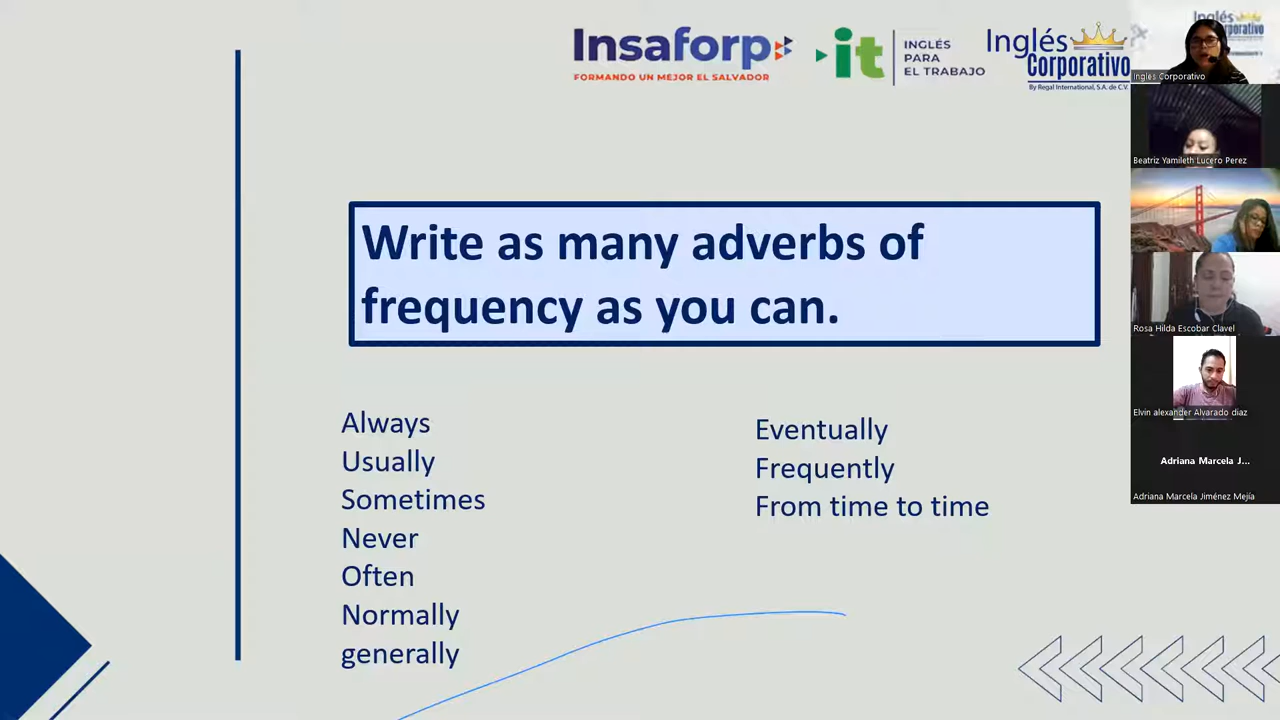 Insaforp
FORMANDO UN MEJOR EL SALVADOR
it
INGLÉS
PARA
EL TRABAJO
Inglés
Corporativo
By Regal International, S.A. de C.V.
Inglés
Corporativo
Inglés Corporativo
Beatriz Yamileth Lucero Perez
Rosa Hilda Escobar Clavel
Elvin alexander Alvarado diaz
Adriana Marcela J...
Adriana Marcela Jiménez Mejía
Write as many adverbs of
frequency as you can.
Always
Usually
Sometimes
Never
Often
Normally
generally
Eventually
Frequently
From time to time